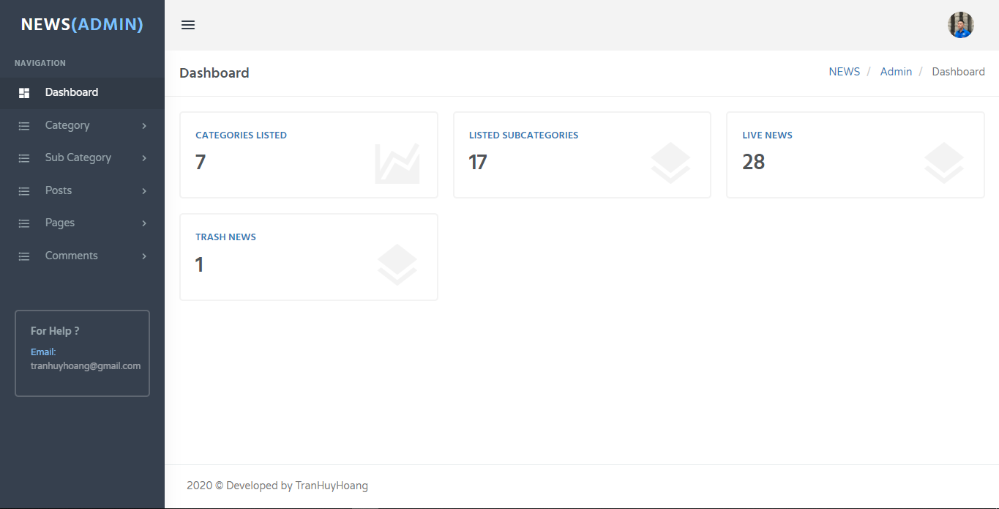 NEWS(ADMIN)
NAVIGATION
Dashboard
Category
Sub Category
Posts
Pages
Comments
For Help ?
Email:
tranhuyhoang@gmail.com
Dashboard
NEWS / Admin / Dashboard
CATEGORIES LISTED
7
LISTED SUBCATEGORIES
17
LIVE NEWS
28
TRASH NEWS
1
2020 © Developed by TranHuyHoang